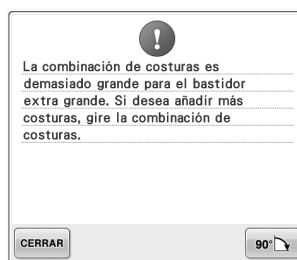 La combinación de costuras es
demasiado grande para el bastidor
extra grande. Si desea añadir más
costuras, gire la combinación de
costuras.
CERRAR
90°